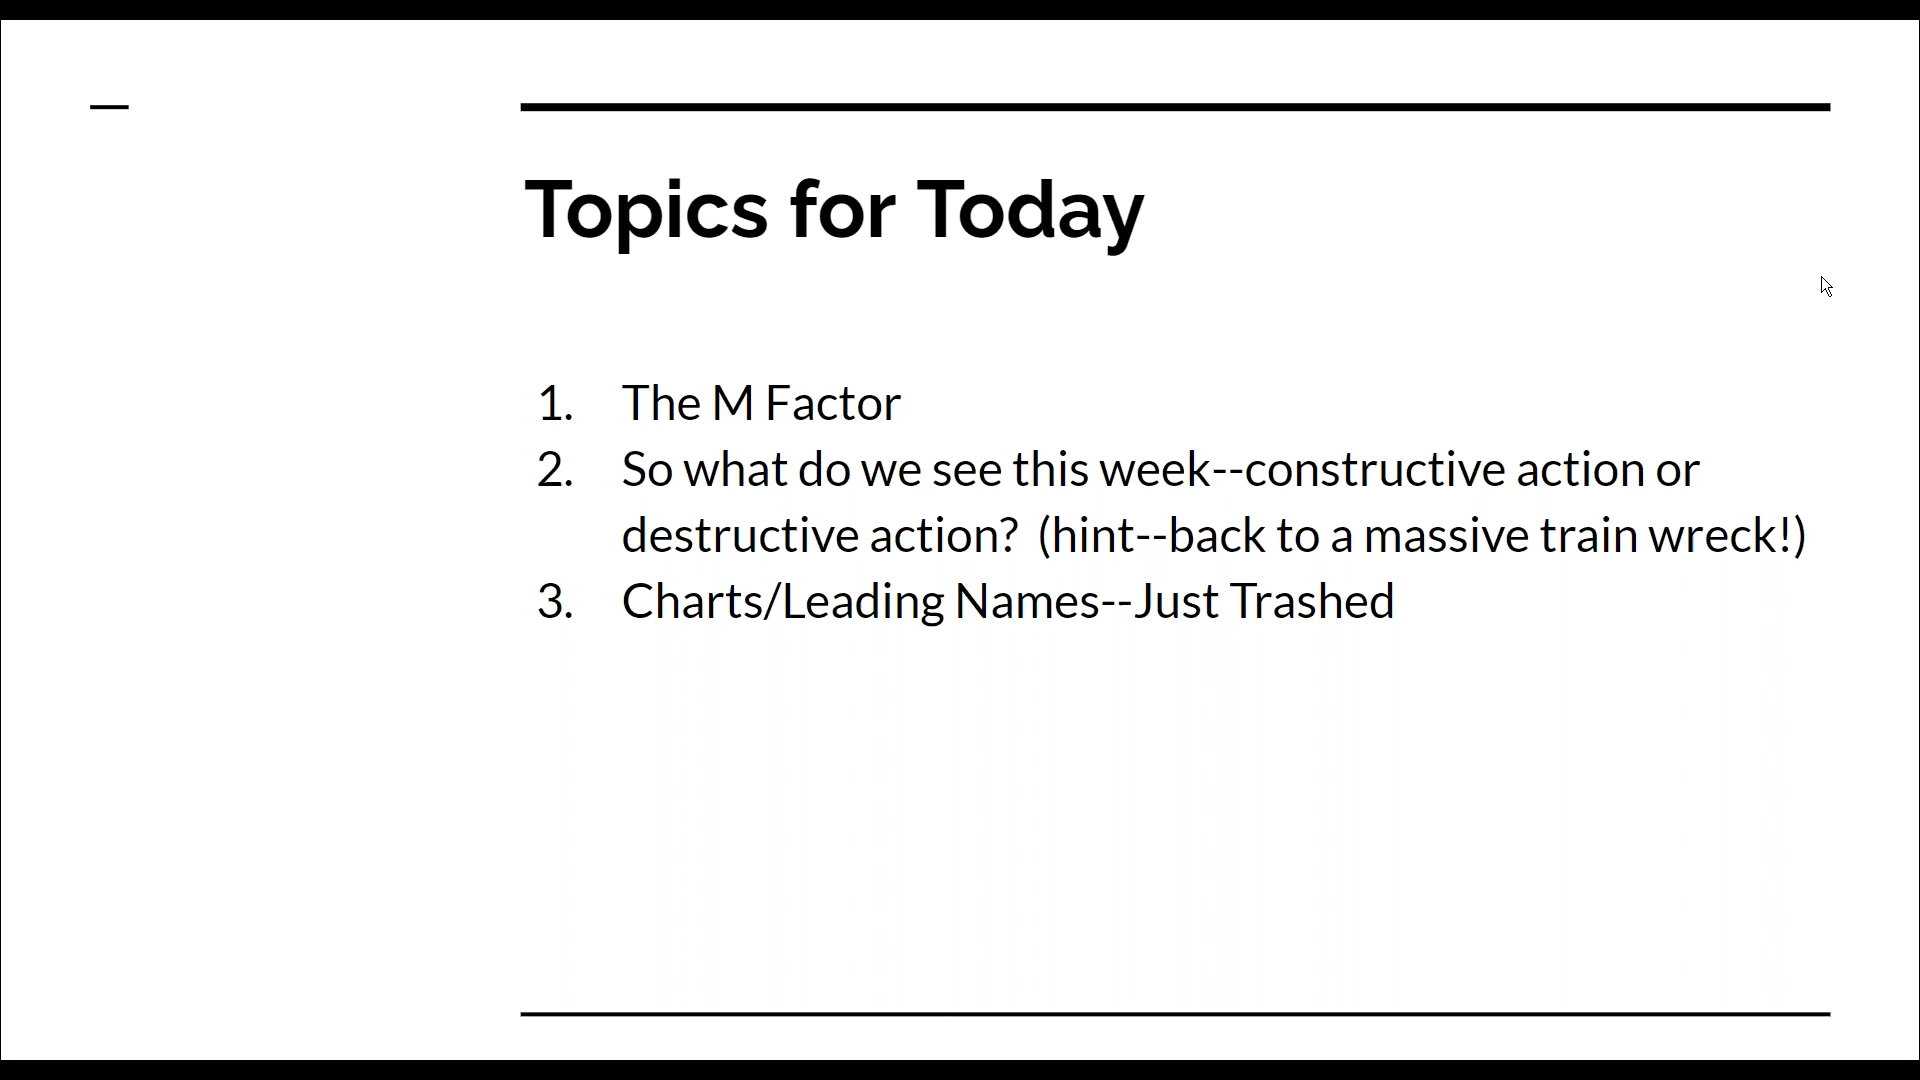 Topics for Today
1. The M Factor
2. So what do we see this week--constructive action or
destructive action?  (hint--back to a massive train wreck!)
3. Charts/Leading Names--Just Trashed